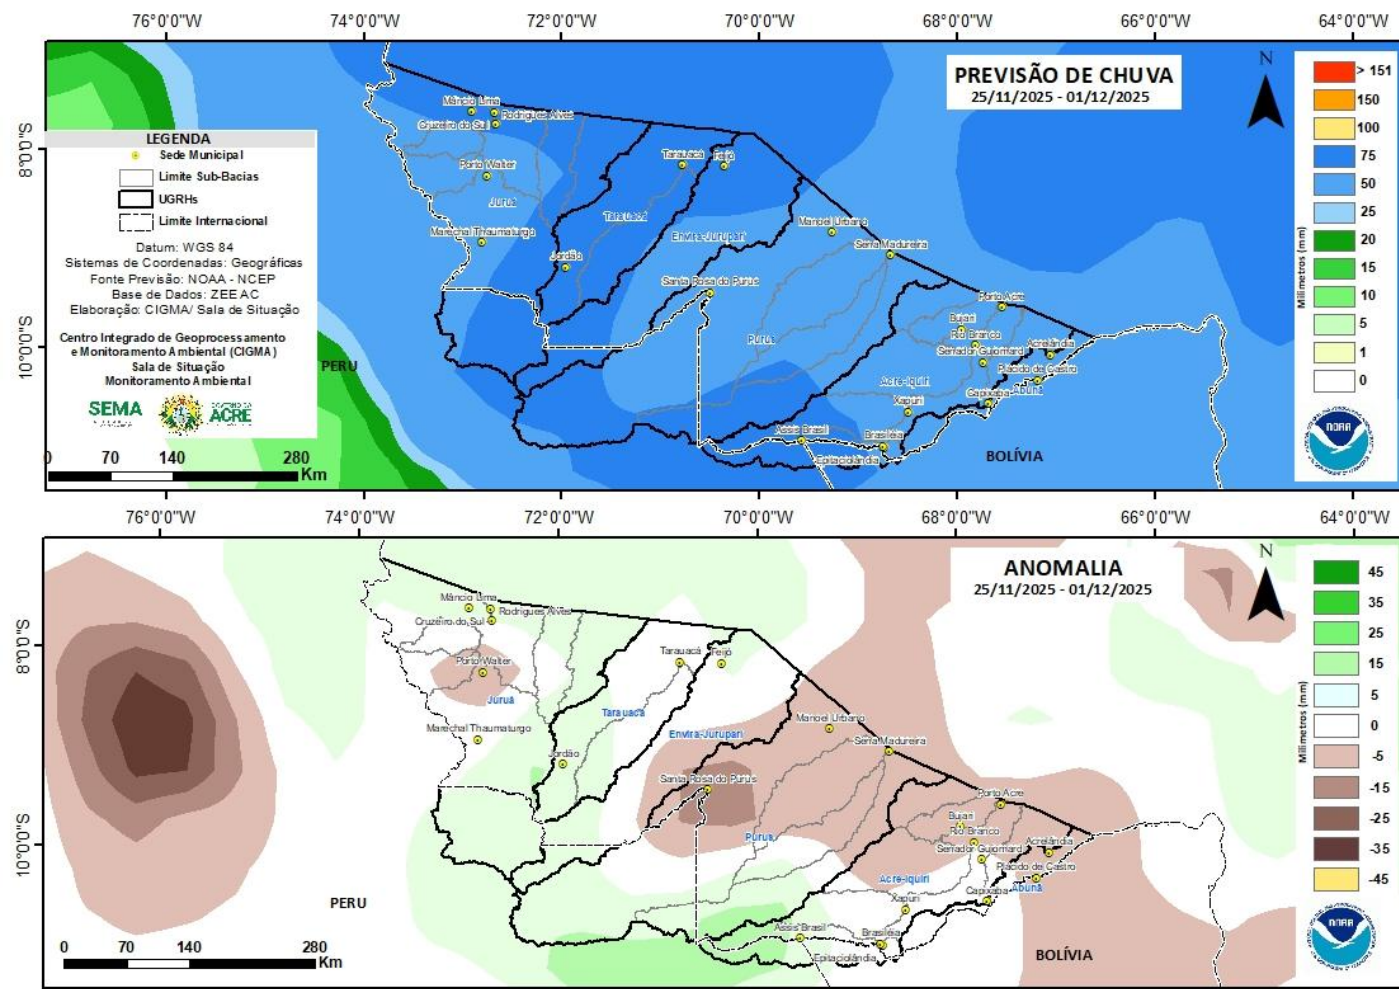 76°0'0"W 74°0'0"W 72°0'0"W 70°0'0"W 68°0'0"W 66°0'0"W 64°0'0"W
PREVISÃO DE CHUVA
25/11/2025 - 01/12/2025
N
> 151
150
100
75
50
25
20
15
10
5
1
0
Milímetros (mm)
8°0'0"S
10°0'0"S
LEGENDA
Sede Municipal
Limite Sub-Bacias
UGRHs
Limite Internacional
Datum: WGS 84
Sistemas de Coordenadas: Geográficas
Fonte Previsão: NOAA - NCEP
Base de Dados: ZEE AC
Elaboração: CIGMA/ Sala de Situação
Centro Integrado de Geoprocessamento
e Monitoramento Ambiental (CIGMA)
Sala de Situação
Monitoramento Ambiental
SEMA
ACRE
0 70 140 280
Km
Mâncio Lima
Rodrigues Alves
Cruzeiro do Sul
Porto Walter
Juruá
Marechal Thaumaturgo
Tarauacá
Feijó
Tarauacá
Envira-Jurupari
Jordão
Manoel Urbano
Sena Madureira
Santa Rosa do Purus
Purus
Porto Acre
Bujari
Rio Branco
Senador Guiomard
Acrelândia
Plácido de Castro
Acre-Iquiri
Abunã
Capixaba
Xapuri
Assis Brasil
Brasiléia
Epitaciolândia
PERU
BOLÍVIA
NOAA
76°0'0"W 74°0'0"W 72°0'0"W 70°0'0"W 68°0'0"W 66°0'0"W 64°0'0"W
ANOMALIA
25/11/2025 - 01/12/2025
N
45
35
25
15
5
0
-5
-15
-25
-35
-45
Milímetros (mm)
8°0'0"S
10°0'0"S
Mâncio Lima
Rodrigues Alves
Cruzeiro do Sul
Porto Walter
Juruá
Marechal Thaumaturgo
Tarauacá
Feijó
Tarauacá
Envira-Jurupari
Jordão
Manoel Urbano
Sena Madureira
Santa Rosa do Purus
Purus
Porto Acre
Bujari
Rio Branco
Senador Guiomard
Acrelândia
Plácido de Castro
Acre-Iquiri
Abunã
Capixaba
Xapuri
Assis Brasil
Brasiléia
Epitaciolândia
PERU
BOLÍVIA
0 70 140 280
Km
NOAA